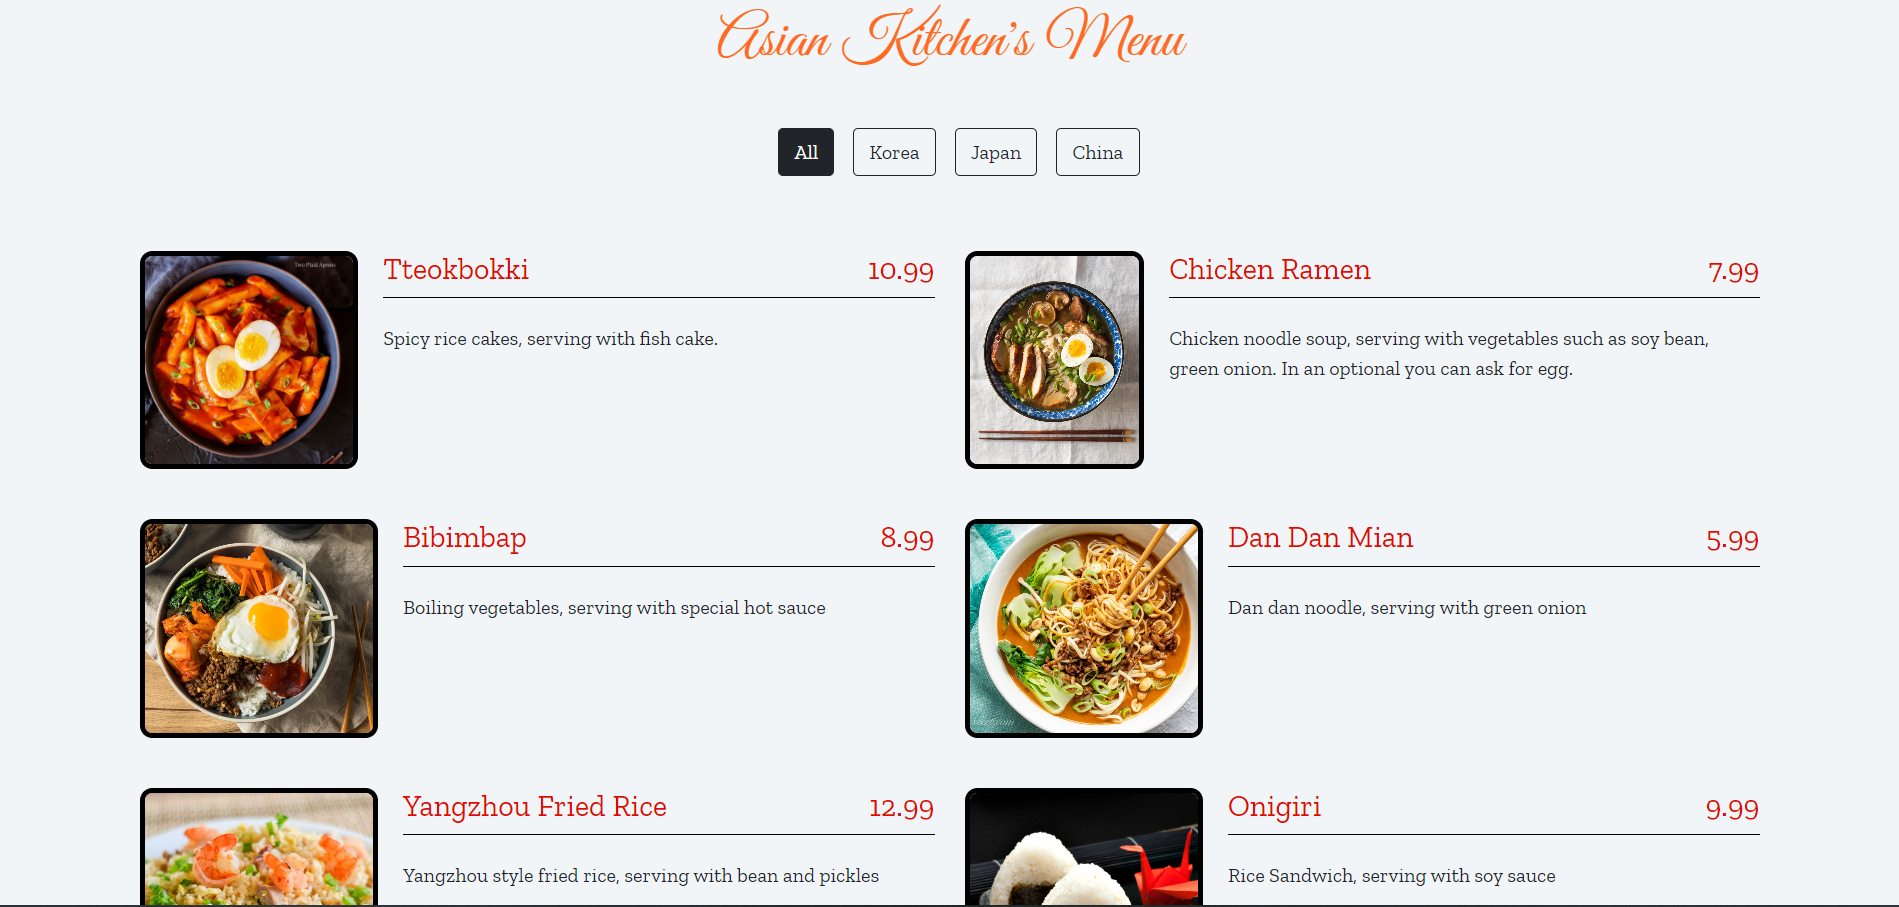 Asian Kitchen's Menu
All
Korea
Japan
China
Two Plaid Aprons
Tteokbokki 10.99
Spicy rice cakes, serving with fish cake.
Chicken Ramen 7.99
Chicken noodle soup, serving with vegetables such as soy bean,
green onion. In an optional you can ask for egg.
Bibimbap 8.99
Boiling vegetables, serving with special hot sauce
Dan Dan Mian 5.99
Dan dan noodle, serving with green onion
Yangzhou Fried Rice 12.99
Yangzhou style fried rice, serving with bean and pickles
Onigiri 9.99
Rice Sandwich, serving with soy sauce